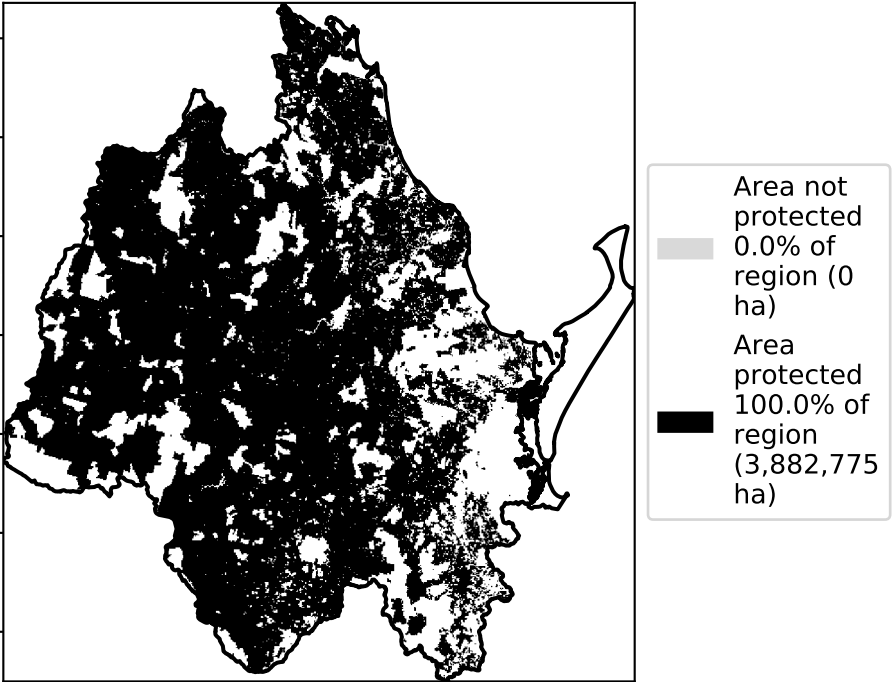 Area not
protected
0.0% of
region (0
ha)
Area
protected
100.0% of
region
(3,882,775
ha)